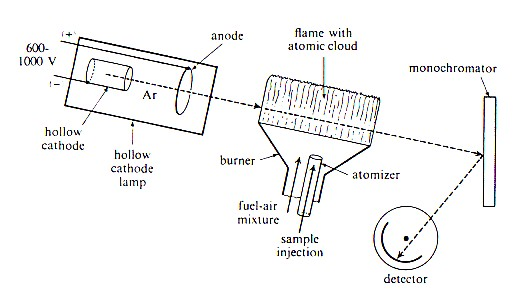 (+)
anode
600-
1000 V
(-
Ar
hollow
cathode
hollow
cathode
lamp
flame with
atomic cloud
monochromator
burner
atomizer
fuel-air
mixture
sample
injection
detector